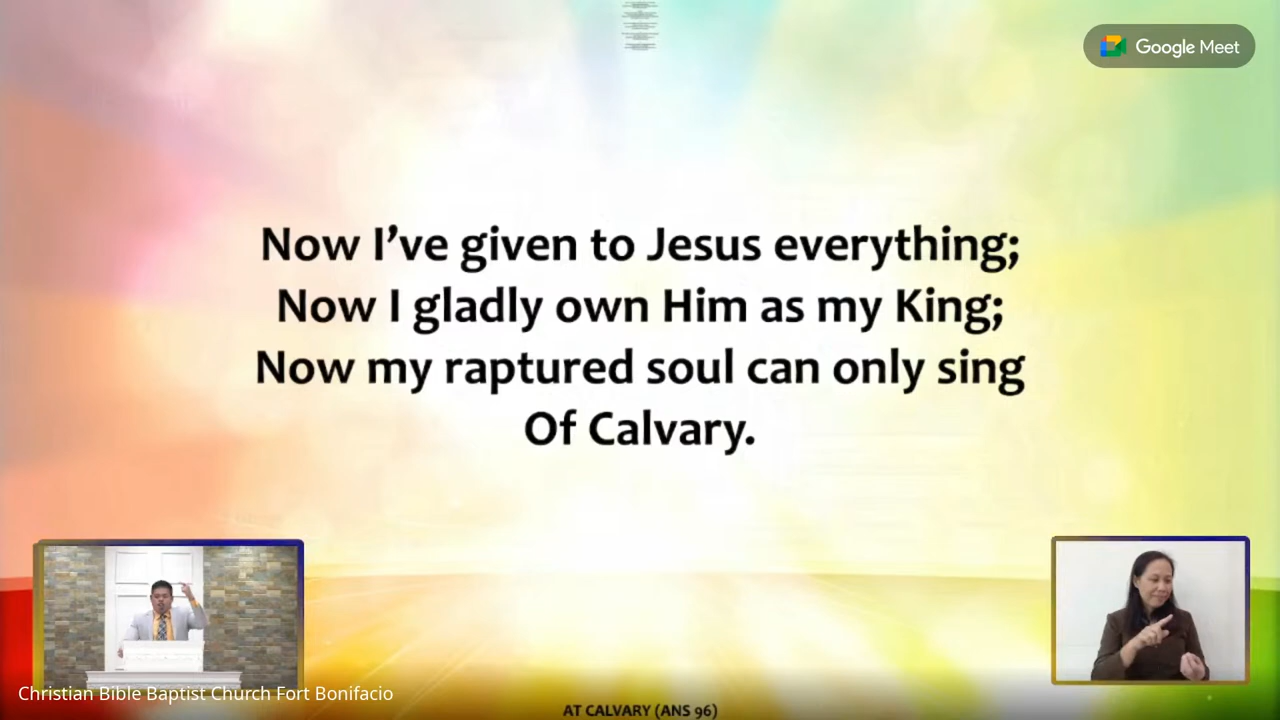 Google Meet
Now I’ve given to Jesus everything;
Now I gladly own Him as my King;
Now my raptured soul can only sing
Of Calvary.
Christian Bible Baptist Church Fort Bonifacio
AT CALVARY (ANS 96)